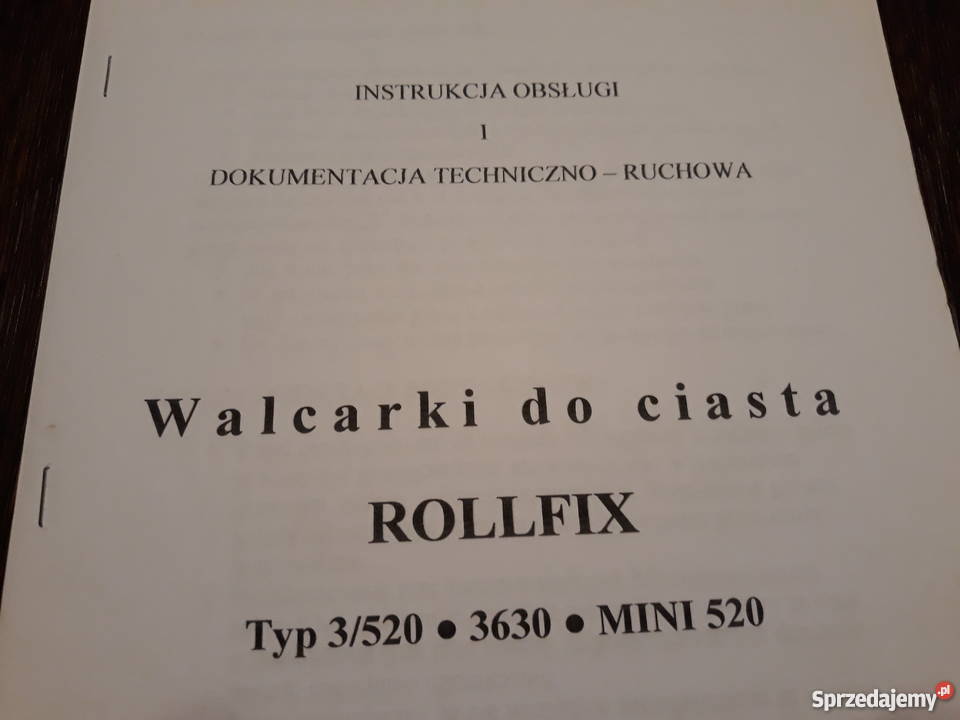 INSTRUKCJA OBSŁUGI
I
DOKUMENTACJA TECHNICZNO – RUCHOWA
Walcarki do ciasta
ROLLFIX
Typ 3/520 ● 3630 ● MINI 520
Sprzedajemy.pl